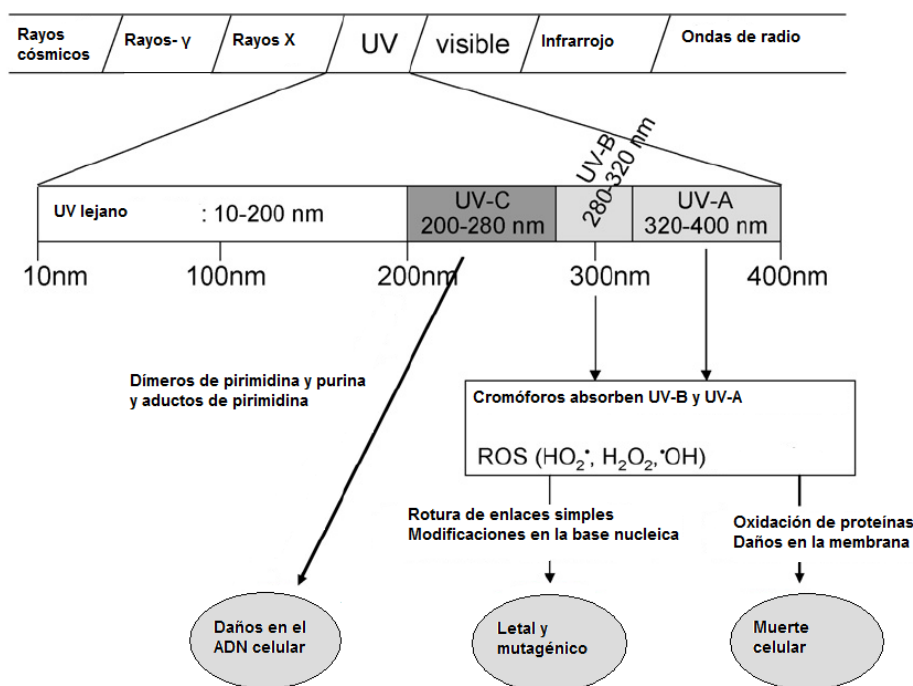 Rayos cósmicos
Rayos- γ
Rayos X
UV
visible
Infrarrojo
Ondas de radio
UV lejano : 10-200 nm
UV-C
200-280 nm
UV-B
280-320 nm
UV-A
320-400 nm
10nm
100nm
200nm
300nm
400nm
Dímeros de pirimidina y purina
y aductos de pirimidina
Cromóforos absorben UV-B y UV-A
ROS (HO₂•, H₂O₂,•OH)
Rotura de enlaces simples
Modificaciones en la base nucleica
Oxidación de proteínas
Daños en la membrana
Daños en el
ADN celular
Letal y
mutagénico
Muerte
celular